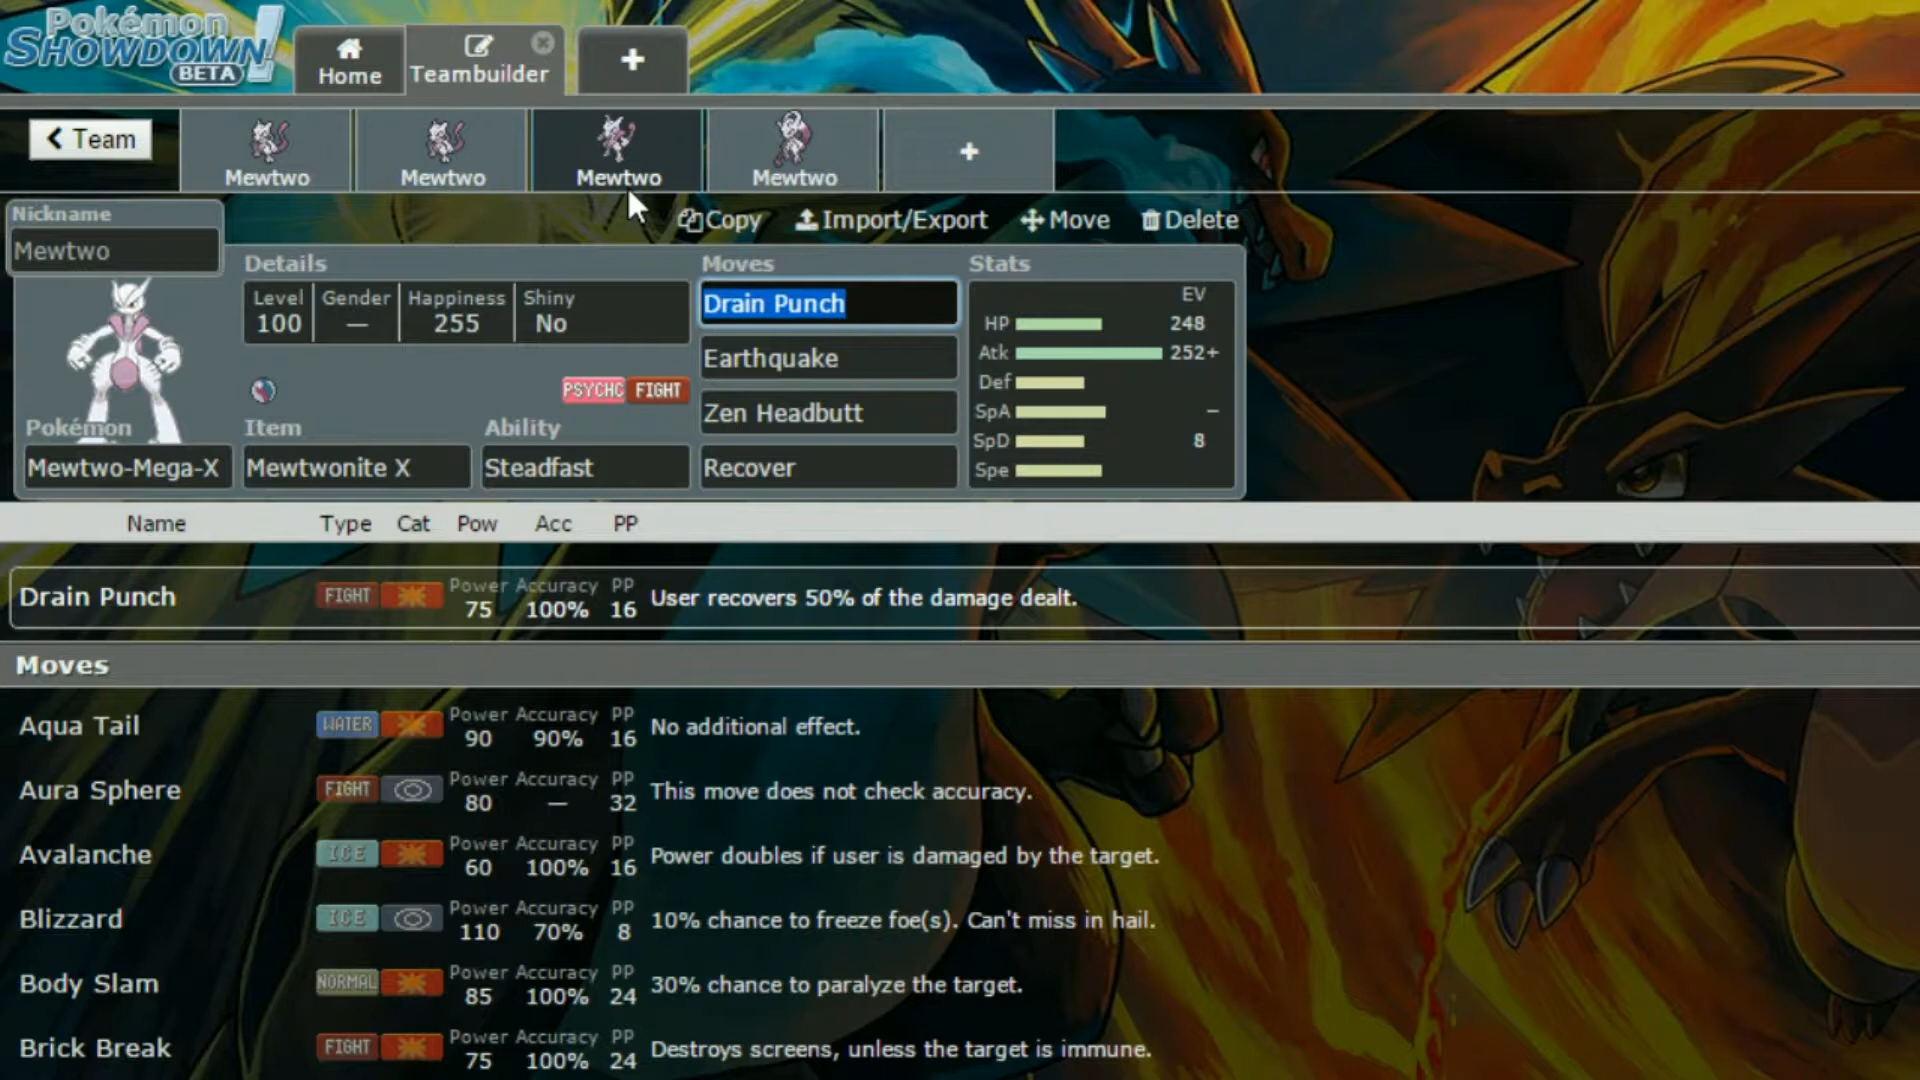 Pokémon
SHOWDOWN!
BETA
Home
Teambuilder
+
< Team
Mewtwo
Mewtwo
Mewtwo
Mewtwo
+
Nickname
Mewtwo
Copy
Import/Export
Move
Delete
Details
Moves
Stats
Level Gender Happiness Shiny
100 — 255 No
PSYCHC FIGHT
Pokémon
Item
Ability
Mewtwo-Mega-X
Mewtwonite X
Steadfast
Drain Punch
Earthquake
Zen Headbutt
Recover
EV
HP 248
Atk 252+
Def
SpA –
SpD 8
Spe
Name Type Cat Pow Acc PP
Drain Punch FIGHT Power 75 Accuracy 100% PP 16 User recovers 50% of the damage dealt.
Moves
Aqua Tail WATER Power 90 Accuracy 90% PP 16 No additional effect.
Aura Sphere FIGHT Power 80 Accuracy — PP 32 This move does not check accuracy.
Avalanche ICE Power 60 Accuracy 100% PP 16 Power doubles if user is damaged by the target.
Blizzard ICE Power 110 Accuracy 70% PP 8 10% chance to freeze foe(s). Can't miss in hail.
Body Slam NORMAL Power 85 Accuracy 100% PP 24 30% chance to paralyze the target.
Brick Break FIGHT Power 75 Accuracy 100% PP 24 Destroys screens, unless the target is immune.